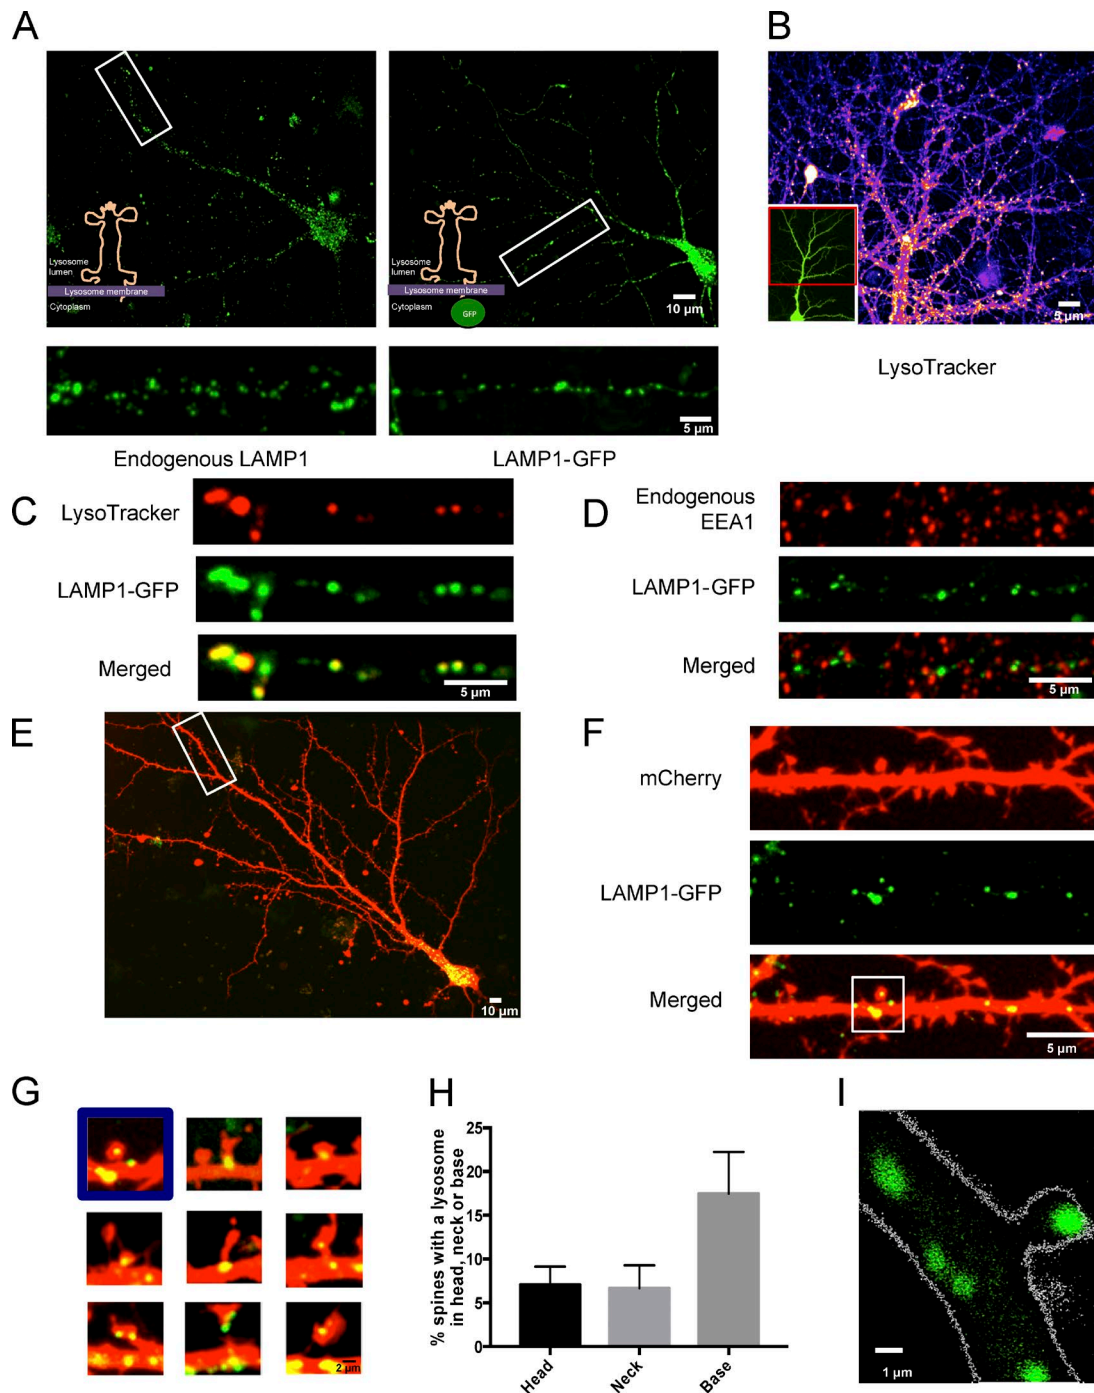 A
Lysosome
lumen
Lysosome membrane
Cytoplasm
Lysosome
lumen
Lysosome membrane
Cytoplasm
GFP
10 µm
5 µm
Endogenous LAMP1
LAMP1-GFP
B
5 µm
LysoTracker
C
LysoTracker
LAMP1-GFP
Merged
5 µm
D
Endogenous
EEA1
LAMP1-GFP
Merged
5 µm
E
10 µm
F
mCherry
LAMP1-GFP
Merged
5 µm
G
2 µm
H
% spines with a lysosome
in head, neck or base
25
20
15
10
5
0
Head
Neck
Base
I
1 µm